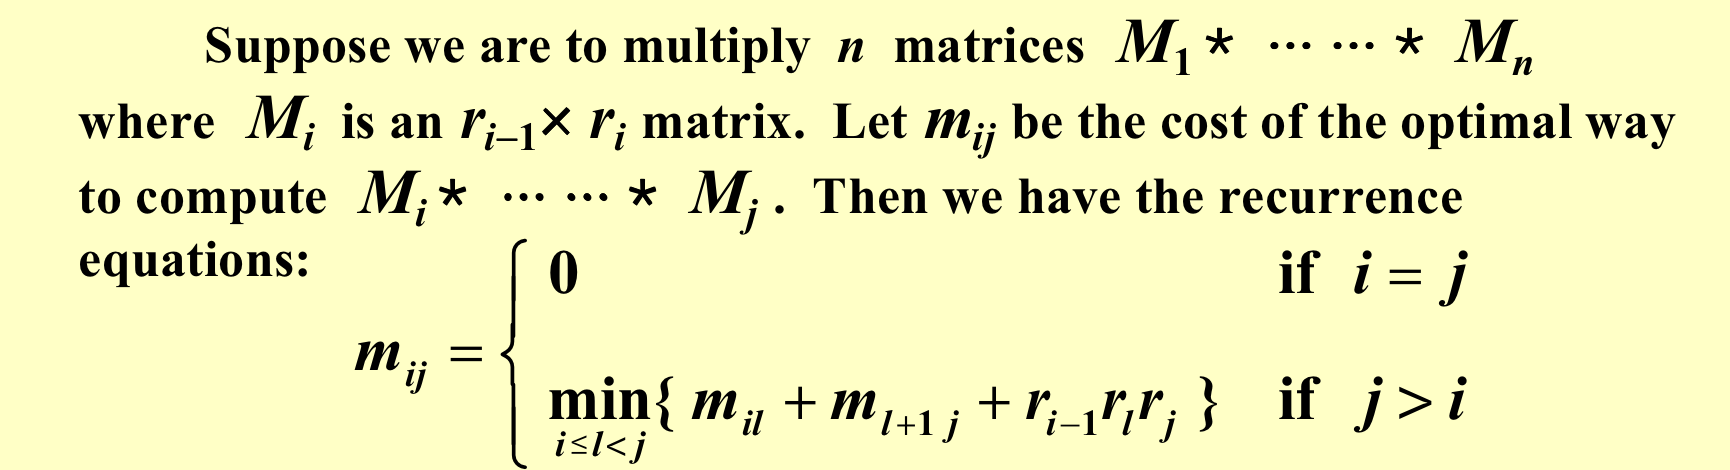 Suppose we are to multiply n matrices M₁ * ⋯ ⋯ * Mₙ
where Mᵢ is an rᵢ₋₁ × rᵢ matrix. Let mᵢⱼ be the cost of the optimal way
to compute Mᵢ * ⋯ ⋯ * Mⱼ . Then we have the recurrence
equations:
0 if i = j
mᵢⱼ = {
min{ mᵢₗ + mₗ₊₁ ⱼ + rᵢ₋₁rₗrⱼ } if j > i
i≤l<j